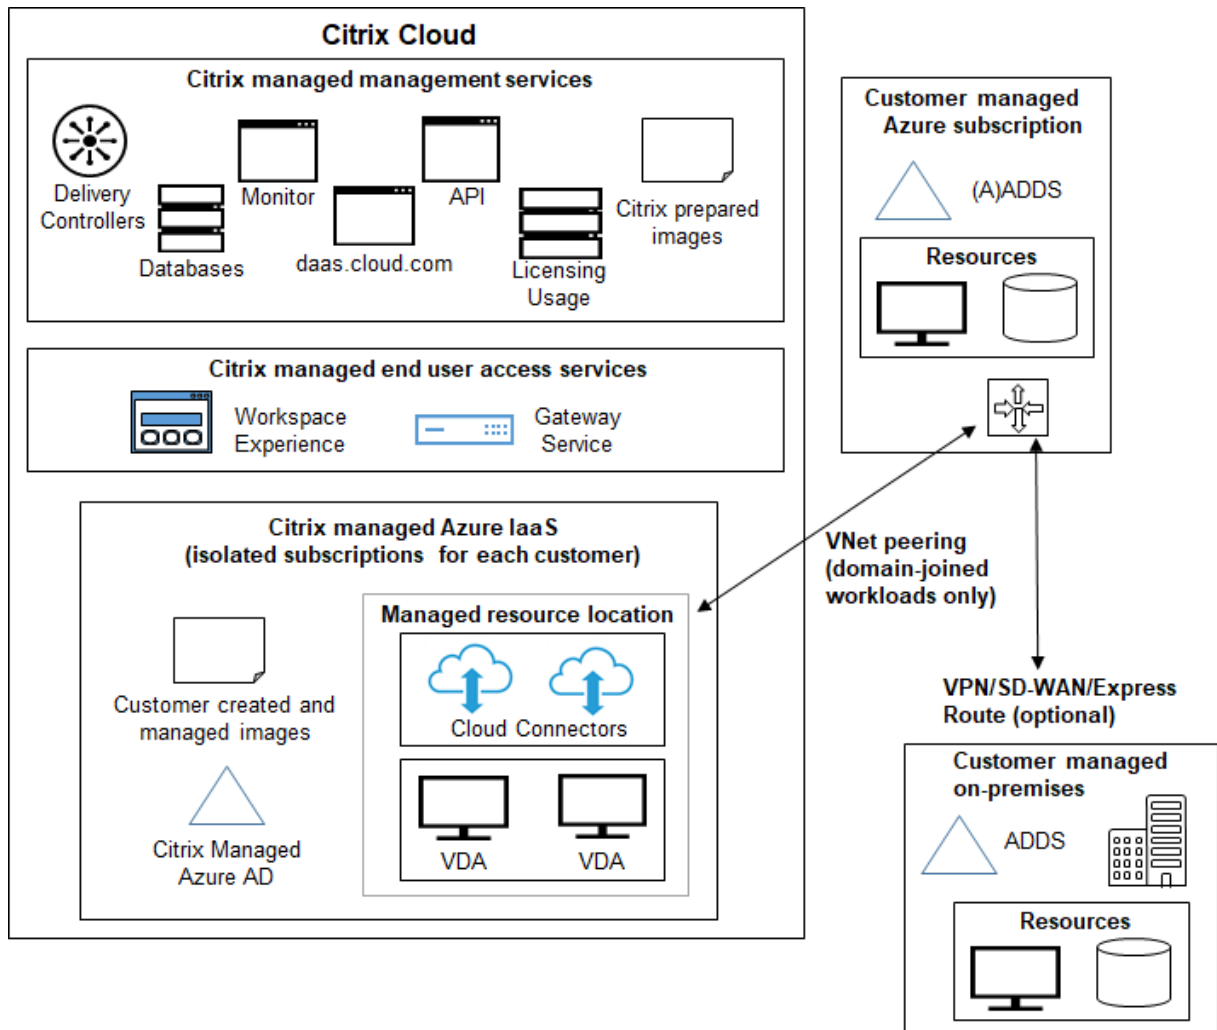 Citrix Cloud
Citrix managed management services
Delivery
Controllers
Databases
Monitor
daas.cloud.com
API
Licensing
Usage
Citrix prepared
images
Citrix managed end user access services
Workspace
Experience
Gateway
Service
Citrix managed Azure IaaS
(isolated subscriptions for each customer)
Customer created and
managed images
Citrix Managed
Azure AD
Managed resource location
Cloud Connectors
VDA
VDA
Customer managed
Azure subscription
(A)ADDS
Resources
VNet peering
(domain-joined
workloads only)
VPN/SD-WAN/Express
Route (optional)
Customer managed
on-premises
ADDS
Resources